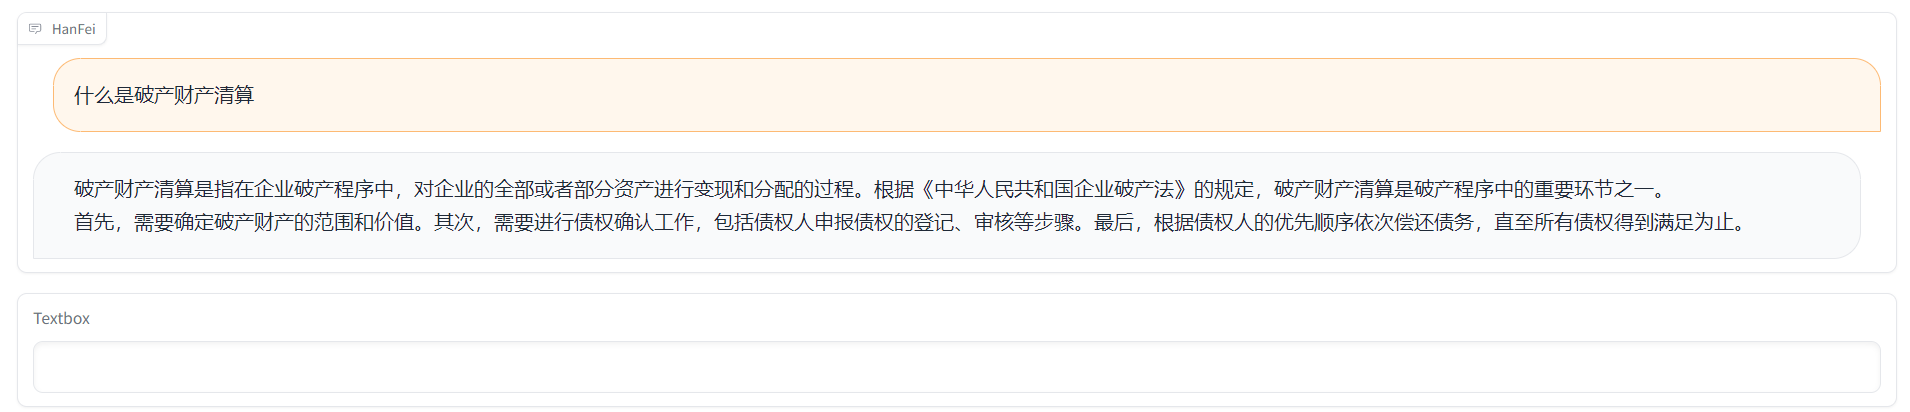 HanFei
什么是破产财产清算
破产财产清算是指在企业破产程序中，对企业的全部或者部分资产进行变现和分配的过程。根据《中华人民共和国企业破产法》的规定，破产财产清算是破产程序中的重要环节之一。
首先，需要确定破产财产的范围和价值。其次，需要进行债权确认工作，包括债权人申报债权的登记、审核等步骤。最后，根据债权人的优先顺序依次偿还债务，直至所有债权得到满足为止。
Textbox